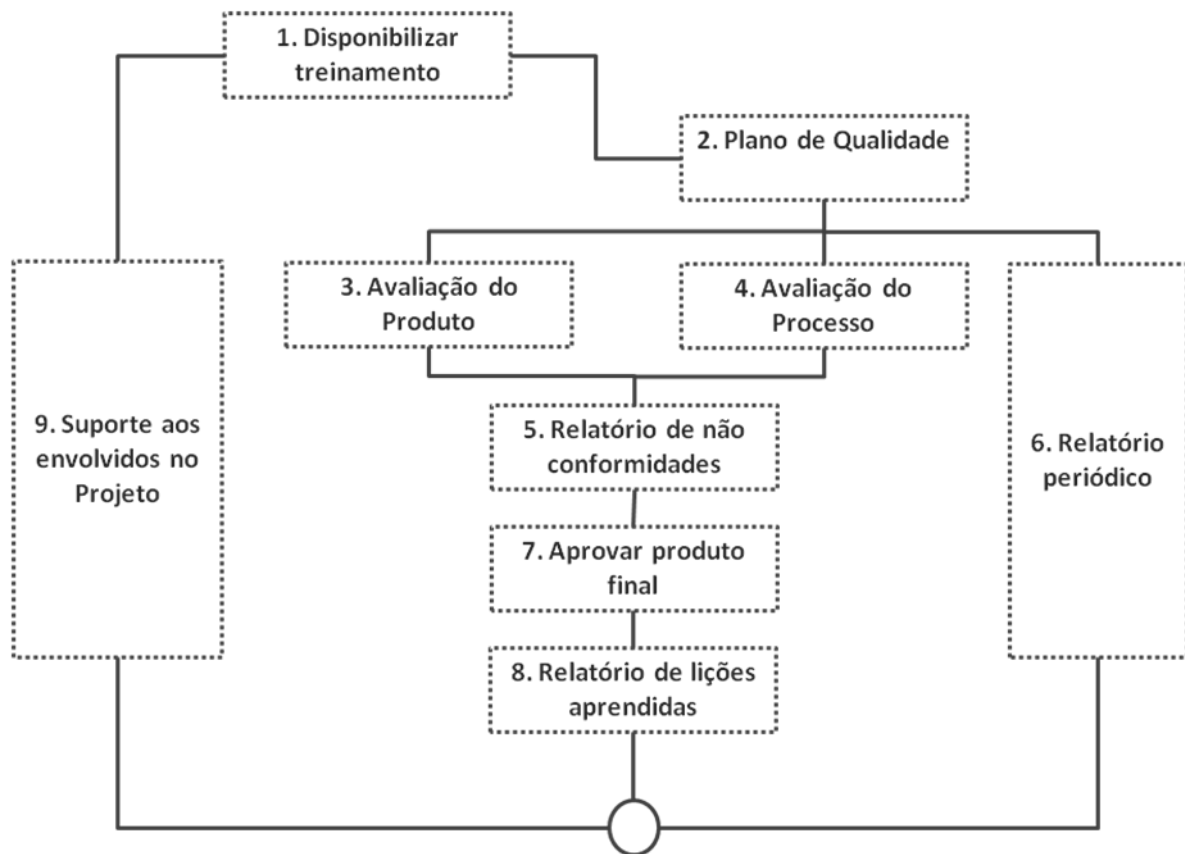 1. Disponibilizar
treinamento
2. Plano de Qualidade
3. Avaliação do
Produto
4. Avaliação do
Processo
9. Suporte aos
envolvidos no
Projeto
5. Relatório de não
conformidades
6. Relatório
periódico
7. Aprovar produto
final
8. Relatório de lições
aprendidas